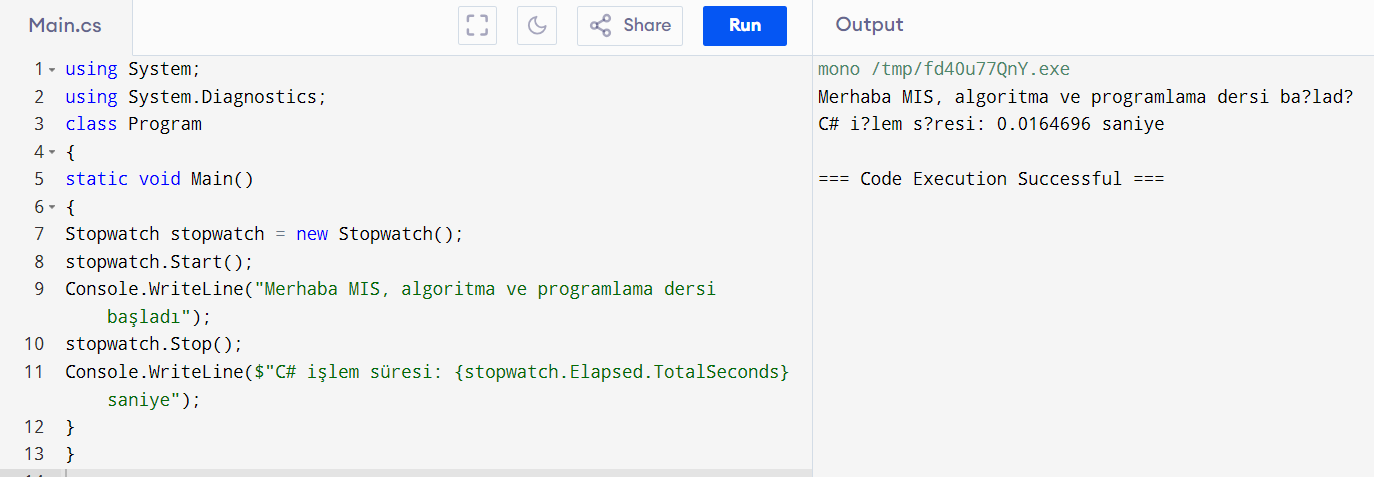 Main.cs
Share
Run
Output
1 using System;
2 using System.Diagnostics;
3 class Program
4 {
5 static void Main()
6 {
7 Stopwatch stopwatch = new Stopwatch();
8 stopwatch.Start();
9 Console.WriteLine("Merhaba MIS, algoritma ve programlama dersi
başladı");
10 stopwatch.Stop();
11 Console.WriteLine($"C# işlem süresi: {stopwatch.Elapsed.TotalSeconds}
saniye");
12 }
13 }
mono /tmp/fd40u77QnY.exe
Merhaba MIS, algoritma ve programlama dersi ba?lad?
C# i?lem s?resi: 0.0164696 saniye
=== Code Execution Successful ===